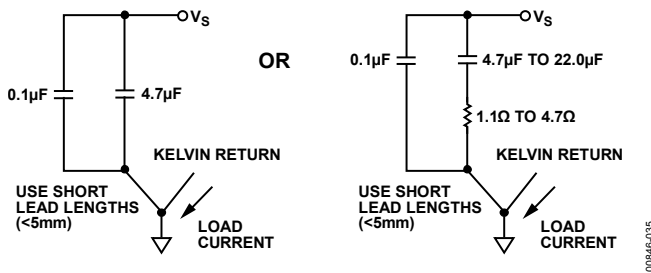 VS
0.1µF
4.7µF
KELVIN RETURN
USE SHORT
LEAD LENGTHS
(<5mm)
LOAD
CURRENT
OR
VS
0.1µF
4.7µF TO 22.0µF
1.1Ω TO 4.7Ω
KELVIN RETURN
USE SHORT
LEAD LENGTHS
(<5mm)
LOAD
CURRENT
00846-035